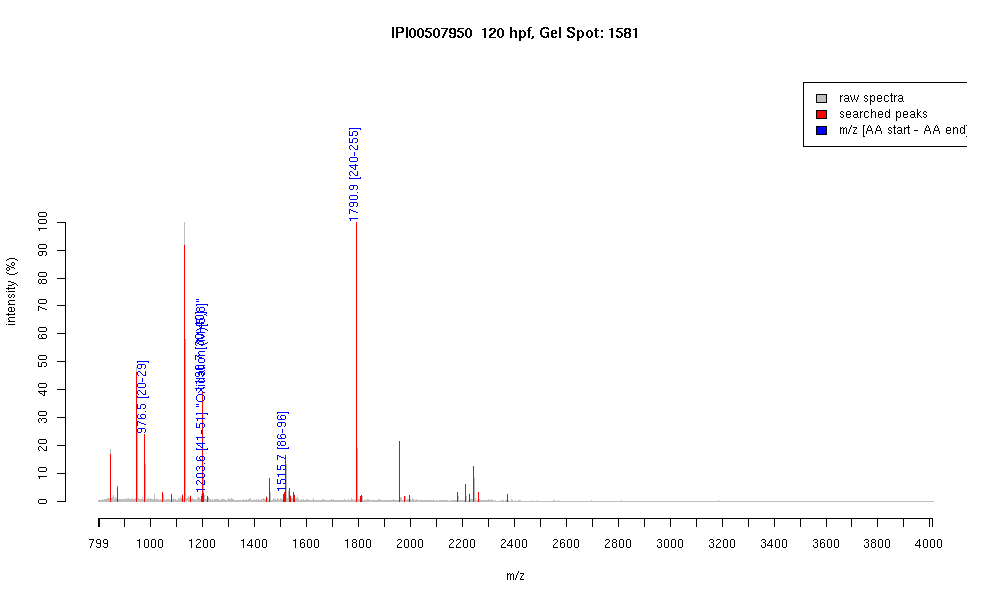 IPI00507950 120 hpf, Gel Spot: 1581
raw spectra
searched peaks
m/z [AA start - AA end]
1790.9 [240-255]
976.5 [20-29]
1203.6 [41-51] "Oxidation (M)
1515.7 [86-96]
intensity (%)
0
10
20
30
40
50
60
70
80
90
100
799 1000 1200 1400 1600 1800 2000 2200 2400 2600 2800 3000 3200 3400 3600 3800 4000
m/z